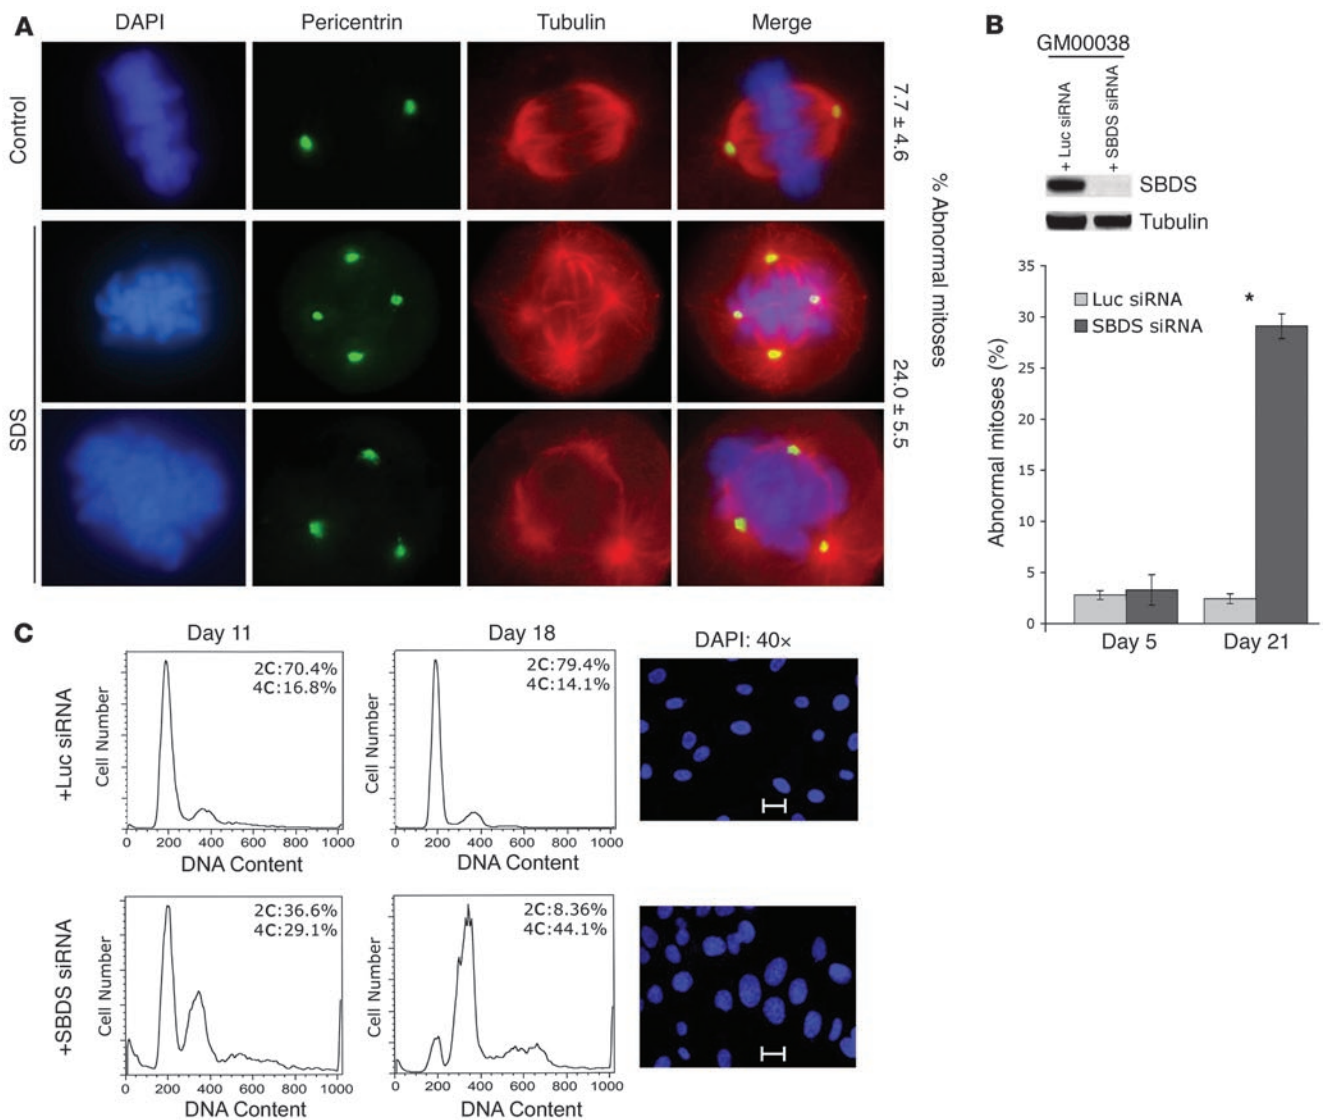 A
DAPI
Pericentrin
Tubulin
Merge
Control
SDS
7.7 ± 4.6
24.0 ± 5.5
% Abnormal mitoses
B
GM00038
+ Luc siRNA
+ SBDS siRNA
SBDS
Tubulin
35
30
25
20
15
10
5
0
Abnormal mitoses (%)
Luc siRNA
SBDS siRNA
*
Day 5
Day 21
C
Day 11
Day 18
DAPI: 40×
+Luc siRNA
Cell Number
2C:70.4%
4C:16.8%
0 200 400 600 800 1000
DNA Content
Cell Number
2C:79.4%
4C:14.1%
0 200 400 600 800 1000
DNA Content
+SBDS siRNA
Cell Number
2C:36.6%
4C:29.1%
0 200 400 600 800 1000
DNA Content
Cell Number
2C:8.36%
4C:44.1%
0 200 400 600 800 1000
DNA Content